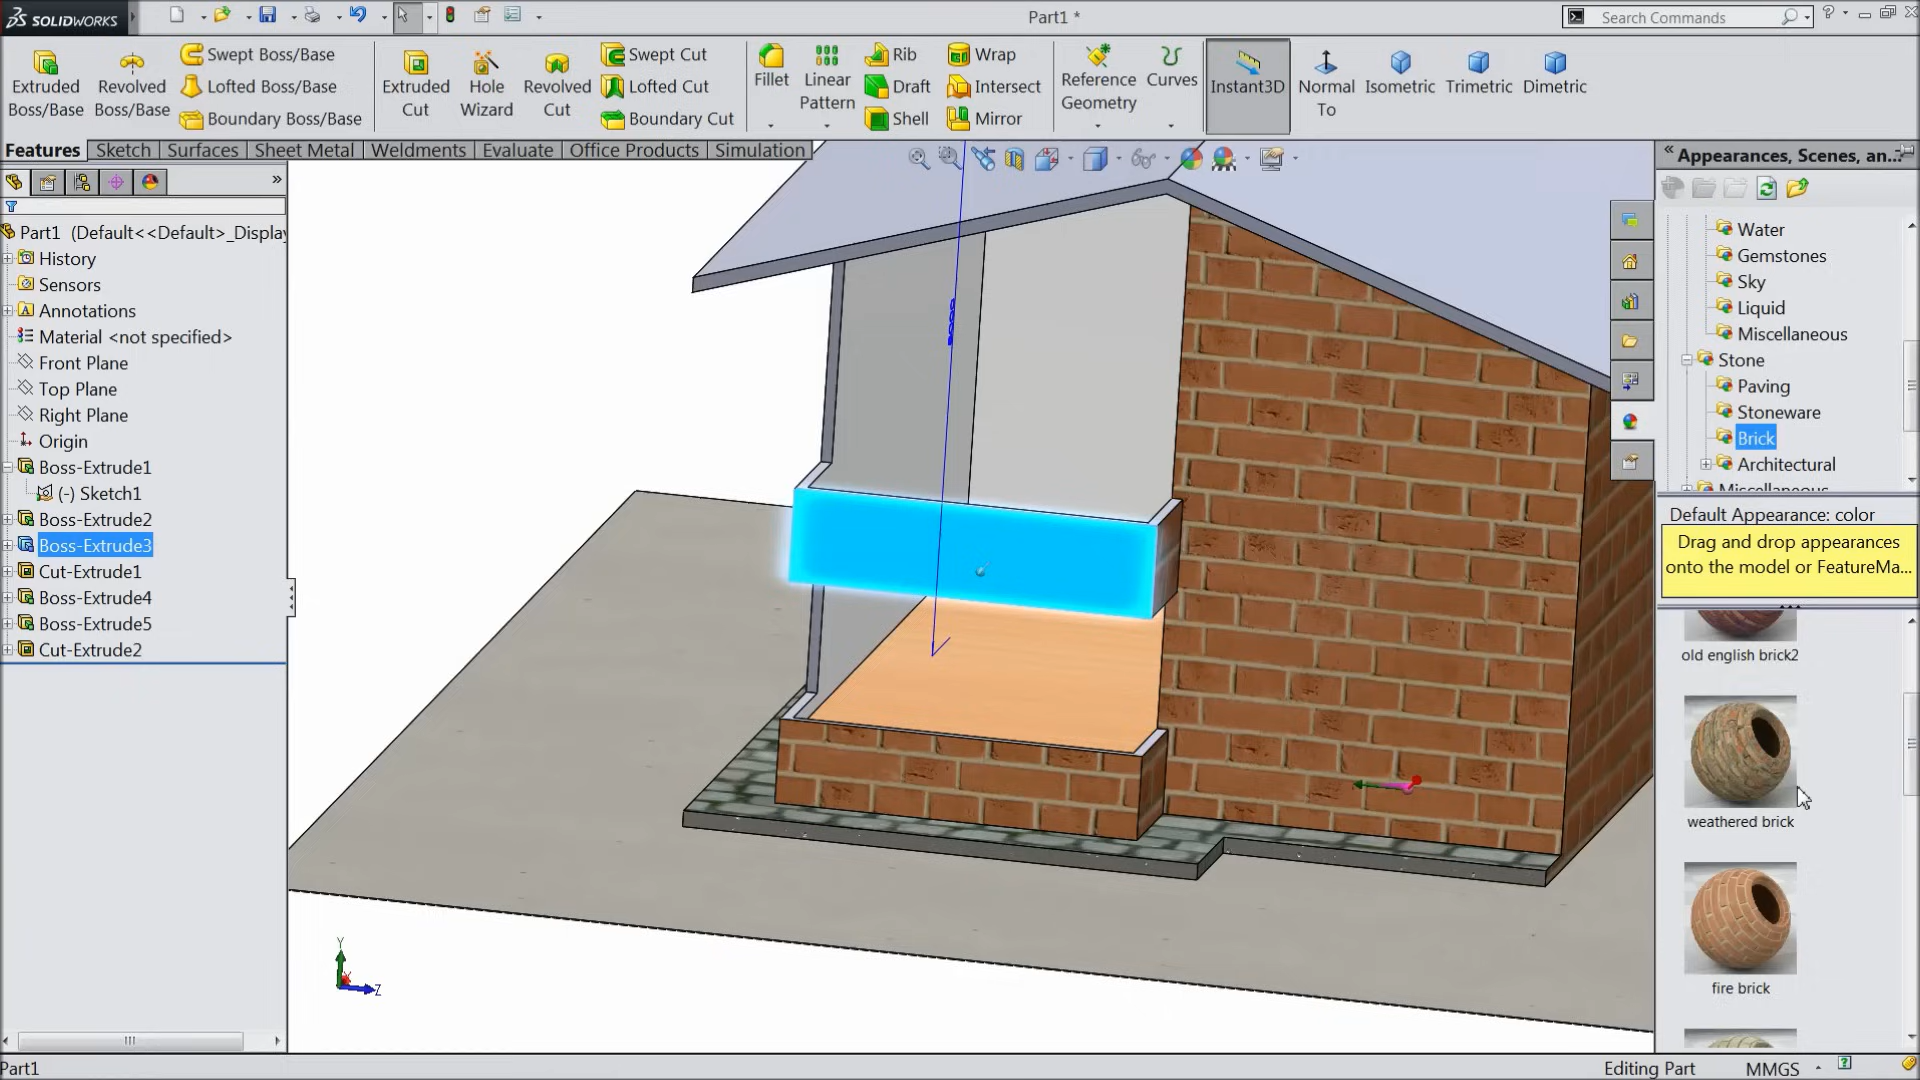 SOLIDWORKS
Part1 *
Search Commands
Extruded Boss/Base
Revolved Boss/Base
Swept Boss/Base
Lofted Boss/Base
Boundary Boss/Base
Extruded Cut
Hole Wizard
Revolved Cut
Swept Cut
Lofted Cut
Boundary Cut
Fillet
Linear Pattern
Rib
Draft
Shell
Wrap
Intersect
Mirror
Reference Geometry
Curves
Instant3D
Normal To
Isometric
Trimetric
Dimetric
Features
Sketch
Surfaces
Sheet Metal
Weldments
Evaluate
Office Products
Simulation
Part1 (Default<<Default>_Display
History
Sensors
Annotations
Material <not specified>
Front Plane
Top Plane
Right Plane
Origin
Boss-Extrude1
(-) Sketch1
Boss-Extrude2
Boss-Extrude3
Cut-Extrude1
Boss-Extrude4
Boss-Extrude5
Cut-Extrude2
Y
X
Z
Appearances, Scenes, an...
Water
Gemstones
Sky
Liquid
Miscellaneous
Stone
Paving
Stoneware
Brick
Architectural
Miscellaneous
Default Appearance: color
Drag and drop appearances
onto the model or FeatureMa...
old english brick2
weathered brick
fire brick
Part1
Editing Part
MMGS